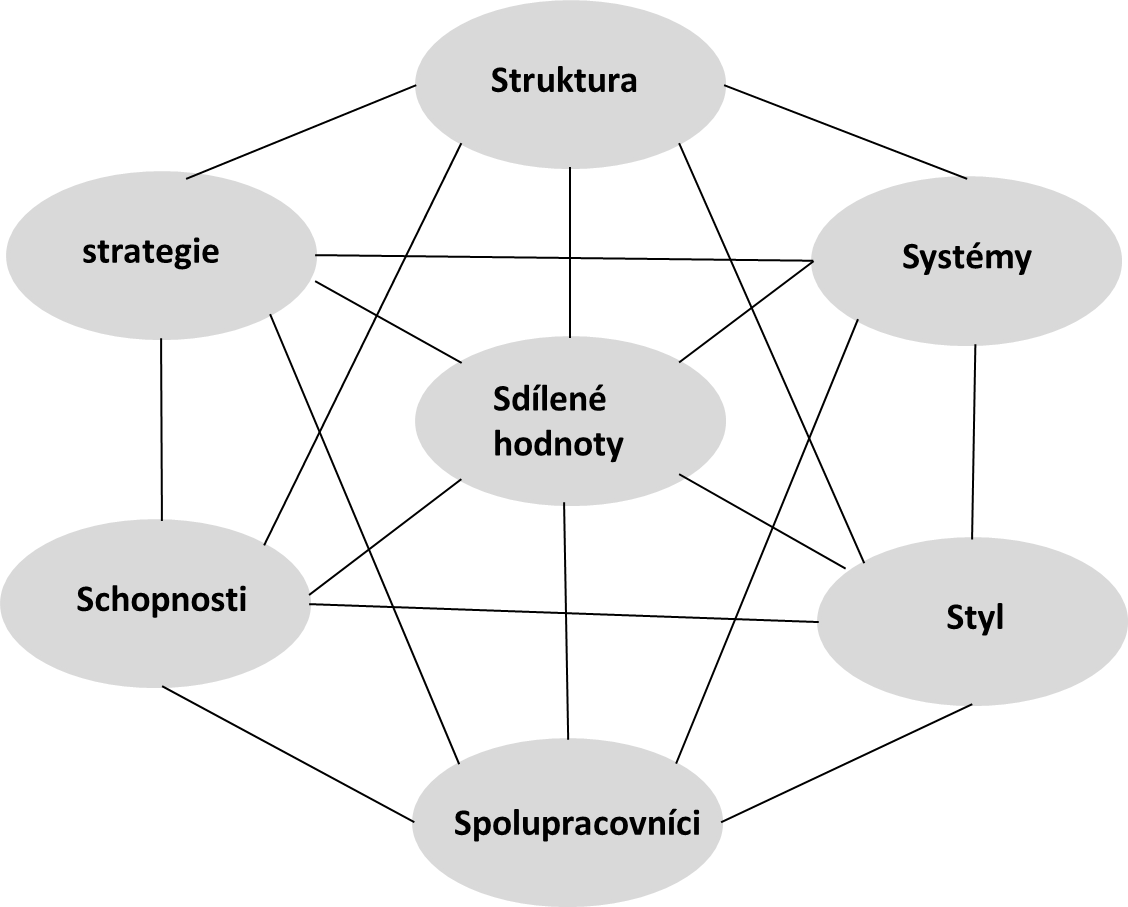 Struktura
strategie
Systémy
Sdílené
hodnoty
Schopnosti
Styl
Spolupracovníci